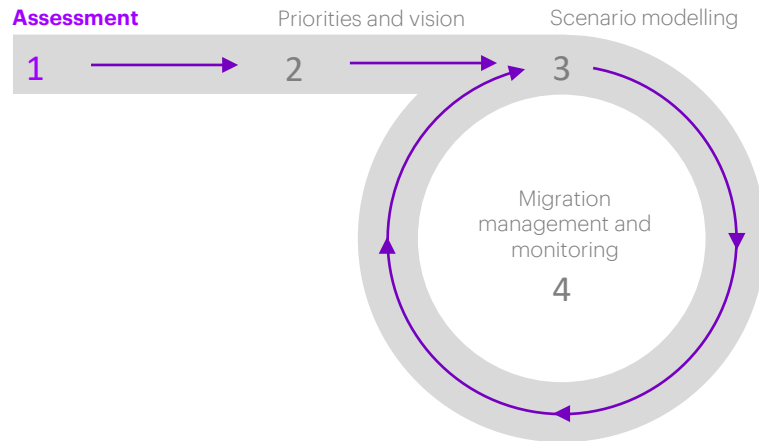 Assessment
Priorities and vision
Scenario modelling
1
2
3
Migration
management and
monitoring
4